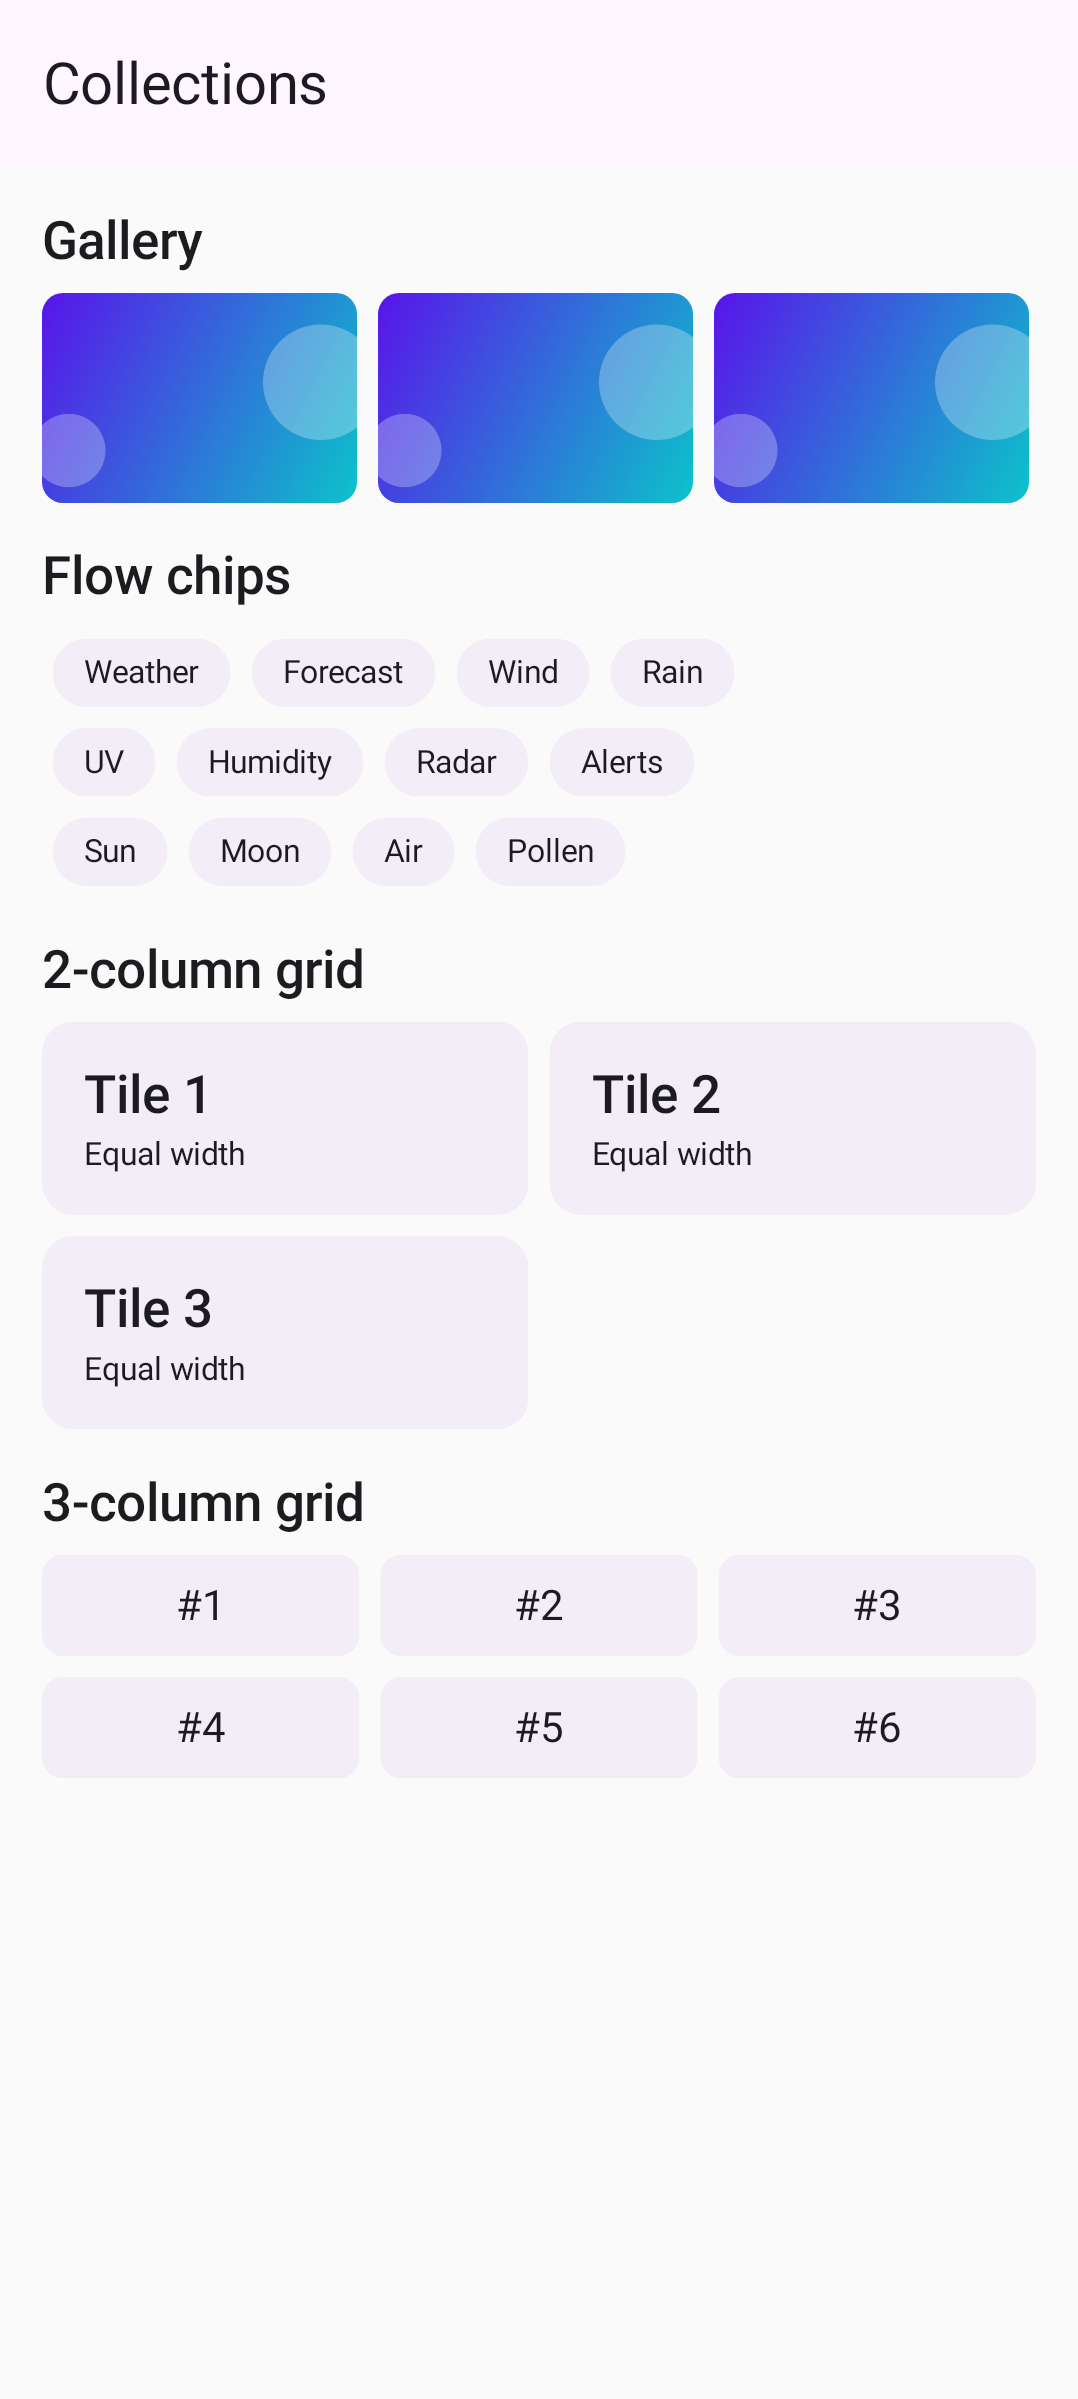 Collections
Gallery
Flow chips
Weather Forecast Wind Rain
UV Humidity Radar Alerts
Sun Moon Air Pollen
2-column grid
Tile 1 Tile 2
Equal width Equal width
Tile 3
Equal width
3-column grid
#1 #2 #3
#4 #5 #6